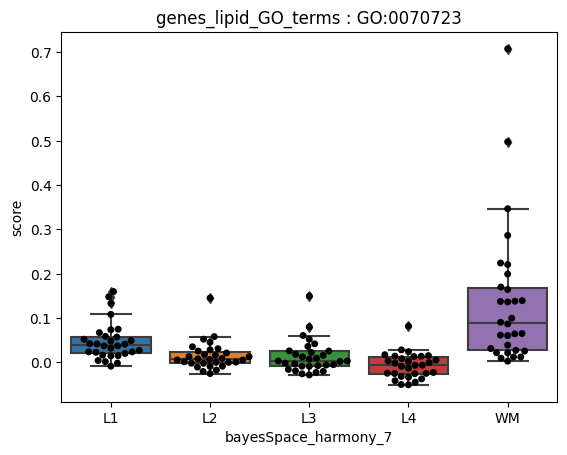 genes_lipid_GO_terms : GO:0070723
score
0.7
0.6
0.5
0.4
0.3
0.2
0.1
0.0
L1 L2 L3 L4 WM
bayesSpace_harmony_7